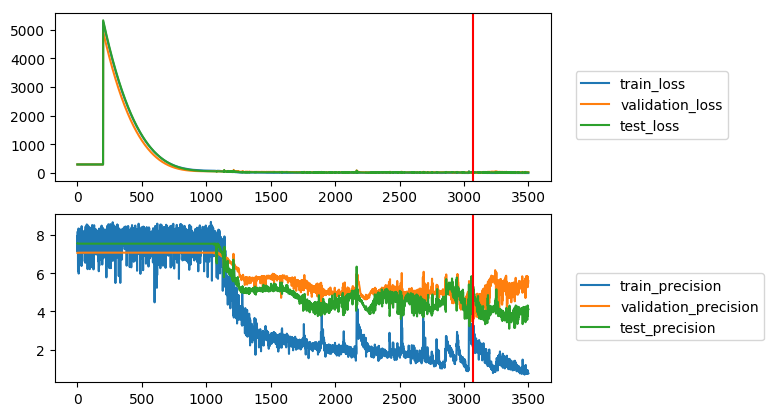 5000
4000
3000
2000
1000
0
0 500 1000 1500 2000 2500 3000 3500
train_loss
validation_loss
test_loss
8
6
4
2
0 500 1000 1500 2000 2500 3000 3500
train_precision
validation_precision
test_precision